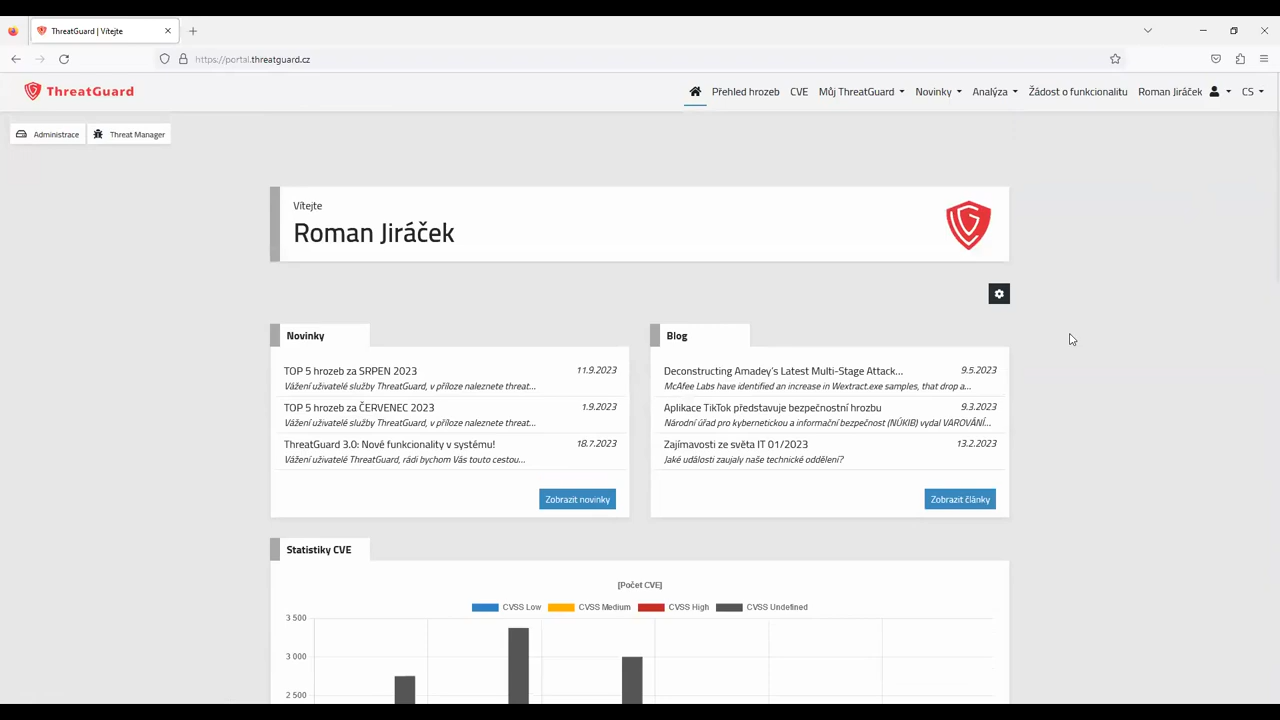 ThreatGuard | Vítejte
https://portal.threatguard.cz
ThreatGuard
Přehled hrozeb
CVE
Můj ThreatGuard
Novinky
Analýza
Žádost o funkcionalitu
Roman Jiráček
CS
Administrace
Threat Manager
Vítejte
Roman Jiráček
Novinky
TOP 5 hrozeb za SRPEN 2023
11.9.2023
Vážení uživatelé služby ThreatGuard, v příloze naleznete threat...
TOP 5 hrozeb za ČERVENEC 2023
1.9.2023
Vážení uživatelé služby ThreatGuard, v příloze naleznete threat...
ThreatGuard 3.0: Nové funkcionality v systému!
18.7.2023
Vážení uživatelé ThreatGuard, rádi bychom Vás touto cestou...
Zobrazit novinky
Blog
Deconstructing Amadey's Latest Multi-Stage Attack...
9.5.2023
McAfee Labs have identified an increase in Wextract.exe samples, that drop a...
Aplikace TikTok představuje bezpečnostní hrozbu
9.3.2023
Národní úřad pro kybernetickou a informační bezpečnost (NÚKIB) vydal VAROVÁNÍ...
Zajímavosti ze světa IT 01/2023
13.2.2023
Jaké události zaujaly naše technické oddělení?
Zobrazit články
Statistiky CVE
[Počet CVE]
CVSS Low
CVSS Medium
CVSS High
CVSS Undefined
3 500
3 000
2 500